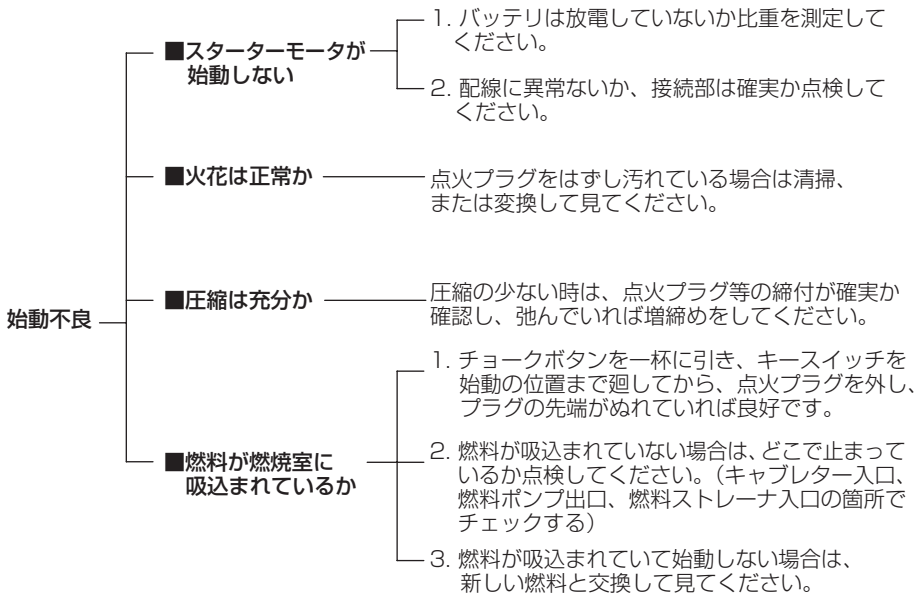 始動不良
■スターターモータが
始動しない
1. バッテリは放電していないか比重を測定して
ください。
2. 配線に異常ないか、接続部は確実か点検して
ください。
■火花は正常か
点火プラグをはずし汚れている場合は清掃、
または変換して見てください。
■圧縮は充分か
圧縮の少ない時は、点火プラグ等の締付が確実か
確認し、弛んでいれば増締めをしてください。
■燃料が燃焼室に
吸込まれているか
1. チョークボタンを一杯に引き、キースイッチを
始動の位置まで廻してから、点火プラグを外し、
プラグの先端がぬれていれば良好です。
2. 燃料が吸込まれていない場合は、どこで止まって
いるか点検してください。（キャブレター入口、
燃料ポンプ出口、燃料ストレーナ入口の箇所で
チェックする）
3. 燃料が吸込まれていて始動しない場合は、
新しい燃料と交換して見てください。